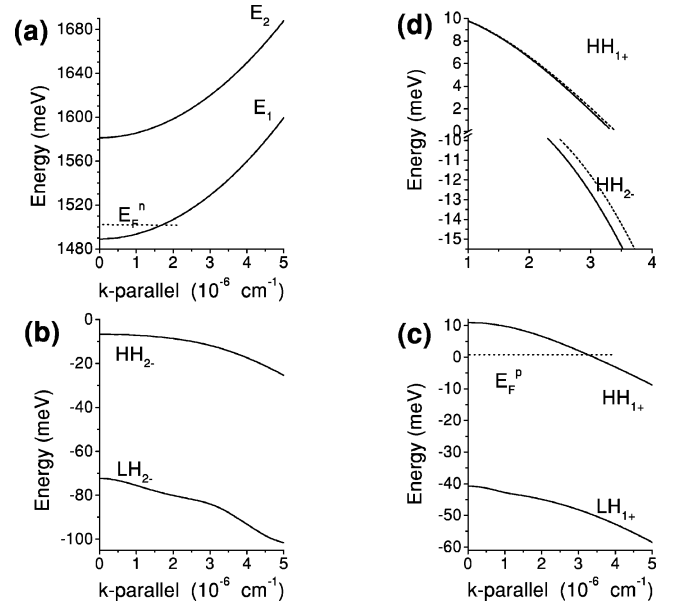 (a)
E2
E1
EFn
1680
1640
1600
1560
1520
1480
Energy (meV)
0 1 2 3 4 5
k-parallel (10-6 cm-1)
(d)
HH1+
HH2-
10
8
6
4
2
0
-10
-11
-12
-13
-14
-15
Energy (meV)
1 2 3 4
(b)
HH2-
LH2-
0
-20
-40
-60
-80
-100
Energy (meV)
0 1 2 3 4 5
k-parallel (10-6 cm-1)
(c)
EFp
HH1+
LH1+
10
0
-10
-20
-30
-40
-50
-60
Energy (meV)
0 1 2 3 4 5
k-parallel (10-6 cm-1)